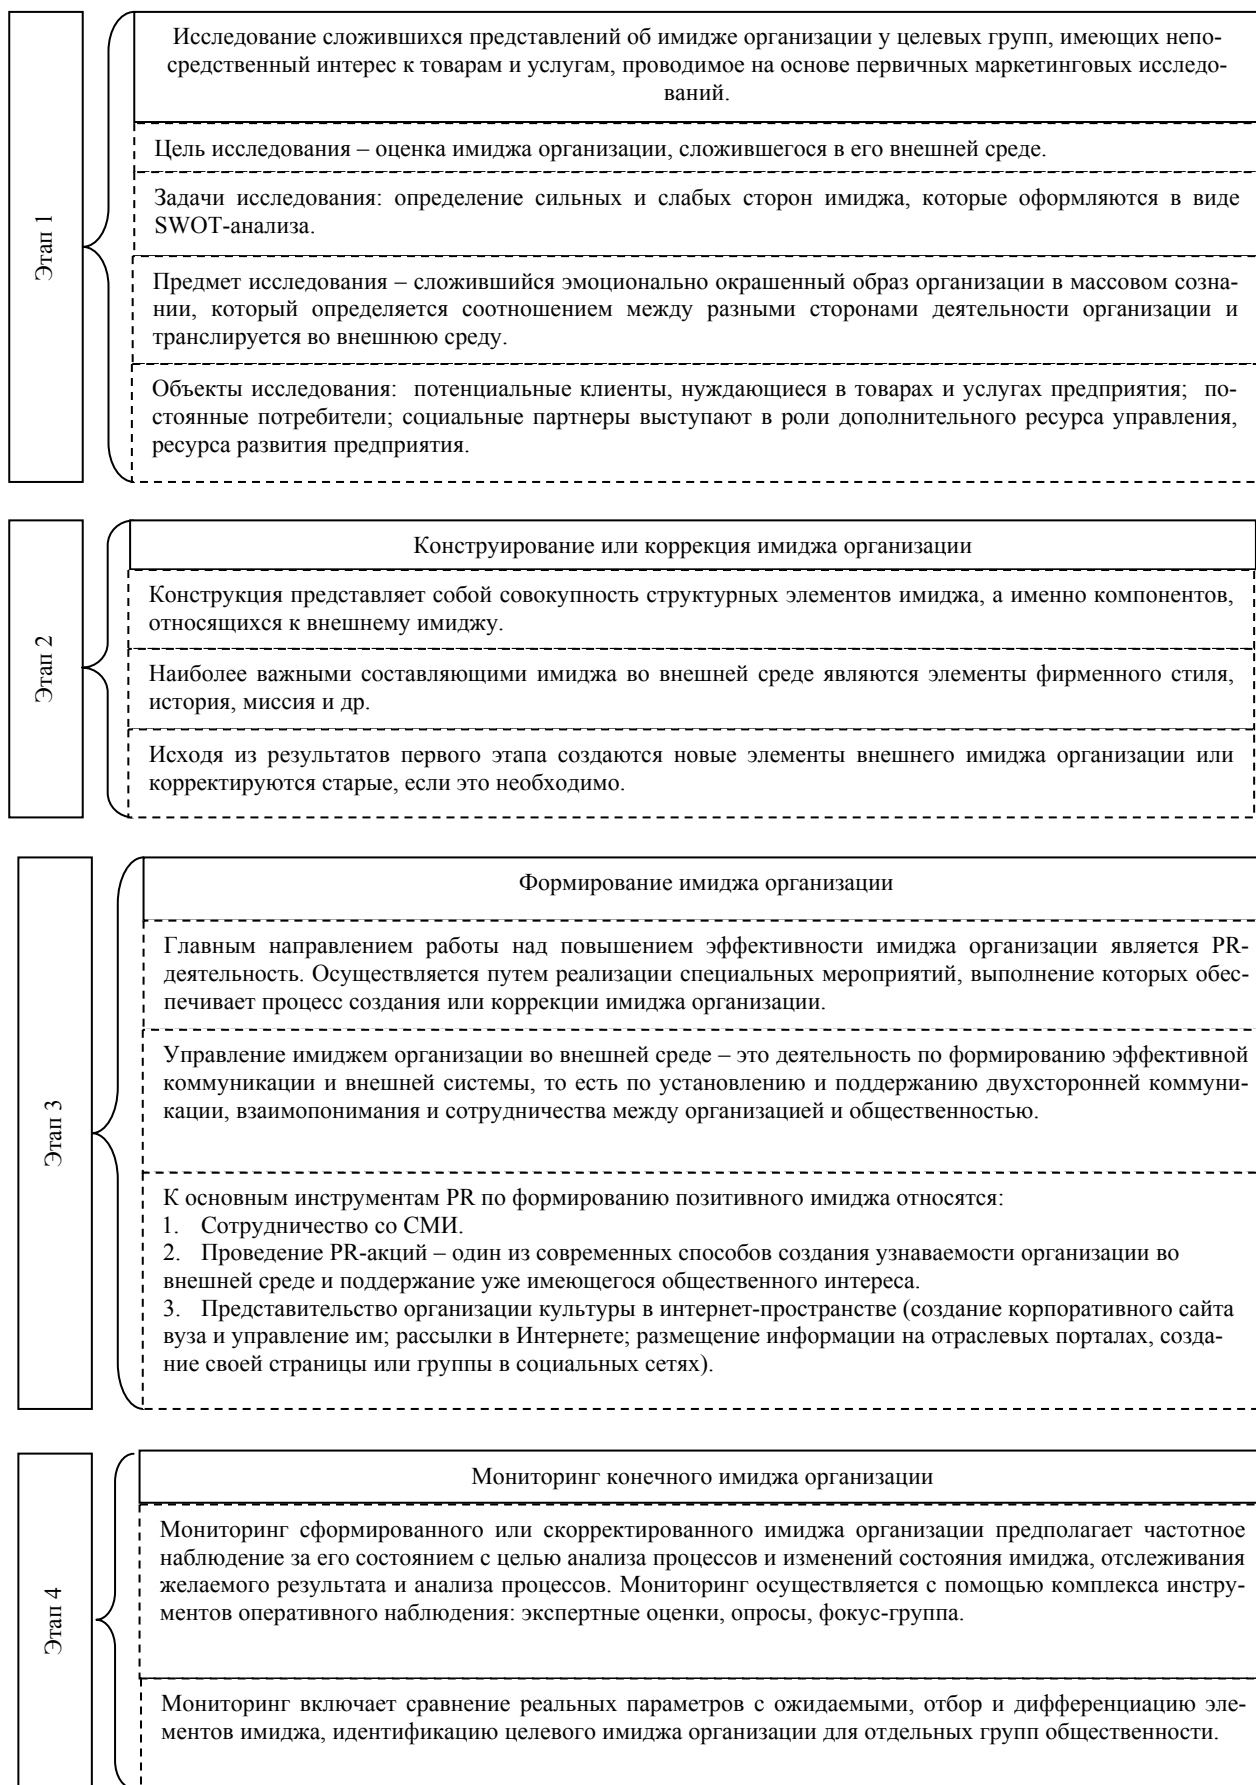 Этап 1
Исследование сложившихся представлений об имидже организации у целевых групп, имеющих непо-
средственный интерес к товарам и услугам, проводимое на основе первичных маркетинговых исследо-
ваний.
Цель исследования – оценка имиджа организации, сложившегося в его внешней среде.
Задачи исследования: определение сильных и слабых сторон имиджа, которые оформляются в виде
SWOT-анализа.
Предмет исследования – сложившийся эмоционально окрашенный образ организации в массовом созна-
нии, который определяется соотношением между разными сторонами деятельности организации и
транслируется во внешнюю среду.
Объекты исследования: потенциальные клиенты, нуждающиеся в товарах и услугах предприятия; по-
стоянные потребители; социальные партнеры выступают в роли дополнительного ресурса управления,
ресурса развития предприятия.
Этап 2
Конструирование или коррекция имиджа организации
Конструкция представляет собой совокупность структурных элементов имиджа, а именно компонентов,
относящихся к внешнему имиджу.
Наиболее важными составляющими имиджа во внешней среде являются элементы фирменного стиля,
история, миссия и др.
Исходя из результатов первого этапа создаются новые элементы внешнего имиджа организации или
корректируются старые, если это необходимо.
Этап 3
Формирование имиджа организации
Главным направлением работы над повышением эффективности имиджа организации является PR-
деятельность. Осуществляется путем реализации специальных мероприятий, выполнение которых обес-
печивает процесс создания или коррекции имиджа организации.
Управление имиджем организации во внешней среде – это деятельность по формированию эффективной
коммуникации и внешней системы, то есть по установлению и поддержанию двухсторонней коммуни-
кации, взаимопонимания и сотрудничества между организацией и общественностью.
К основным инструментам PR по формированию позитивного имиджа относятся:
1. Сотрудничество со СМИ.
2. Проведение PR-акций – один из современных способов создания узнаваемости организации во
внешней среде и поддержание уже имеющегося общественного интереса.
3. Представительство организации культуры в интернет-пространстве (создание корпоративного сайта
вуза и управление им; рассылки в Интернете; размещение информации на отраслевых порталах, созда-
ние своей страницы или группы в социальных сетях).
Этап 4
Мониторинг конечного имиджа организации
Мониторинг сформированного или скорректированного имиджа организации предполагает частотное
наблюдение за его состоянием с целью анализа процессов и изменений состояния имиджа, отслеживания
желаемого результата и анализа процессов. Мониторинг осуществляется с помощью комплекса инстру-
ментов оперативного наблюдения: экспертные оценки, опросы, фокус-группа.
Мониторинг включает сравнение реальных параметров с ожидаемыми, отбор и дифференциацию эле-
ментов имиджа, идентификацию целевого имиджа организации для отдельных групп общественности.